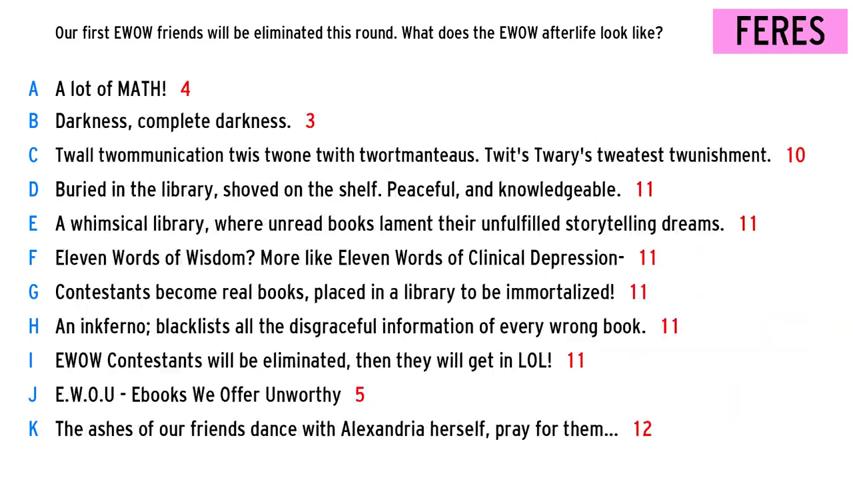 Our first EWOW friends will be eliminated this round. What does the EWOW afterlife look like?
FERES
A A lot of MATH! 4
B Darkness, complete darkness. 3
C Twall twommunication twis twone twith twortmanteaus. Twit's Twary's tweatest twunishment. 10
D Buried in the library, shoved on the shelf. Peaceful, and knowledgeable. 11
E A whimsical library, where unread books lament their unfulfilled storytelling dreams. 11
F Eleven Words of Wisdom? More like Eleven Words of Clinical Depression- 11
G Contestants become real books, placed in a library to be immortalized! 11
H An inkferno; blacklists all the disgraceful information of every wrong book. 11
I EWOW Contestants will be eliminated, then they will get in LOL! 11
J E.W.O.U - Ebooks We Offer Unworthy 5
K The ashes of our friends dance with Alexandria herself, pray for them... 12